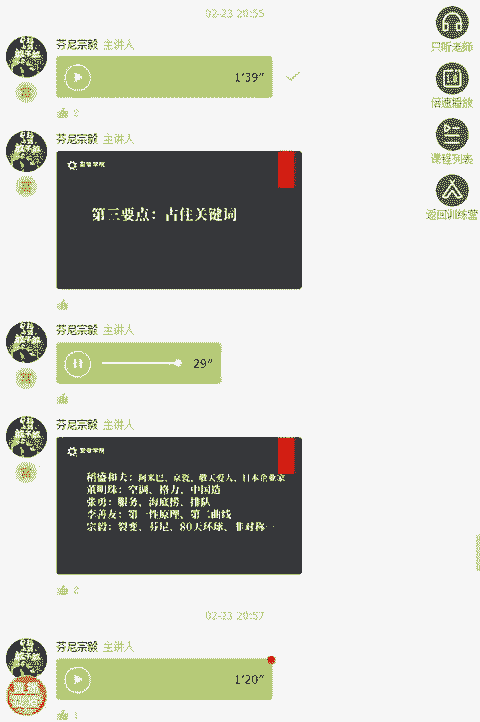 02-23 20:55
芬尼宗毅 主讲人
1'39"
2
只听老师
倍速播放
课程列表
返回训练营
芬尼宗毅 主讲人
第三要点：占住关键词
芬尼宗毅 主讲人
29"
芬尼宗毅 主讲人
稻盛和夫：阿米巴、京瓷、敬天爱人、日本企业家
董明珠：空调、格力、中国造
张勇：服务、海底捞、排队
李善友：第一性原理、第二曲线
宗毅：裂变、芬尼、80天环球、非对称
2
02-23 20:57
芬尼宗毅 主讲人
1'20"
1